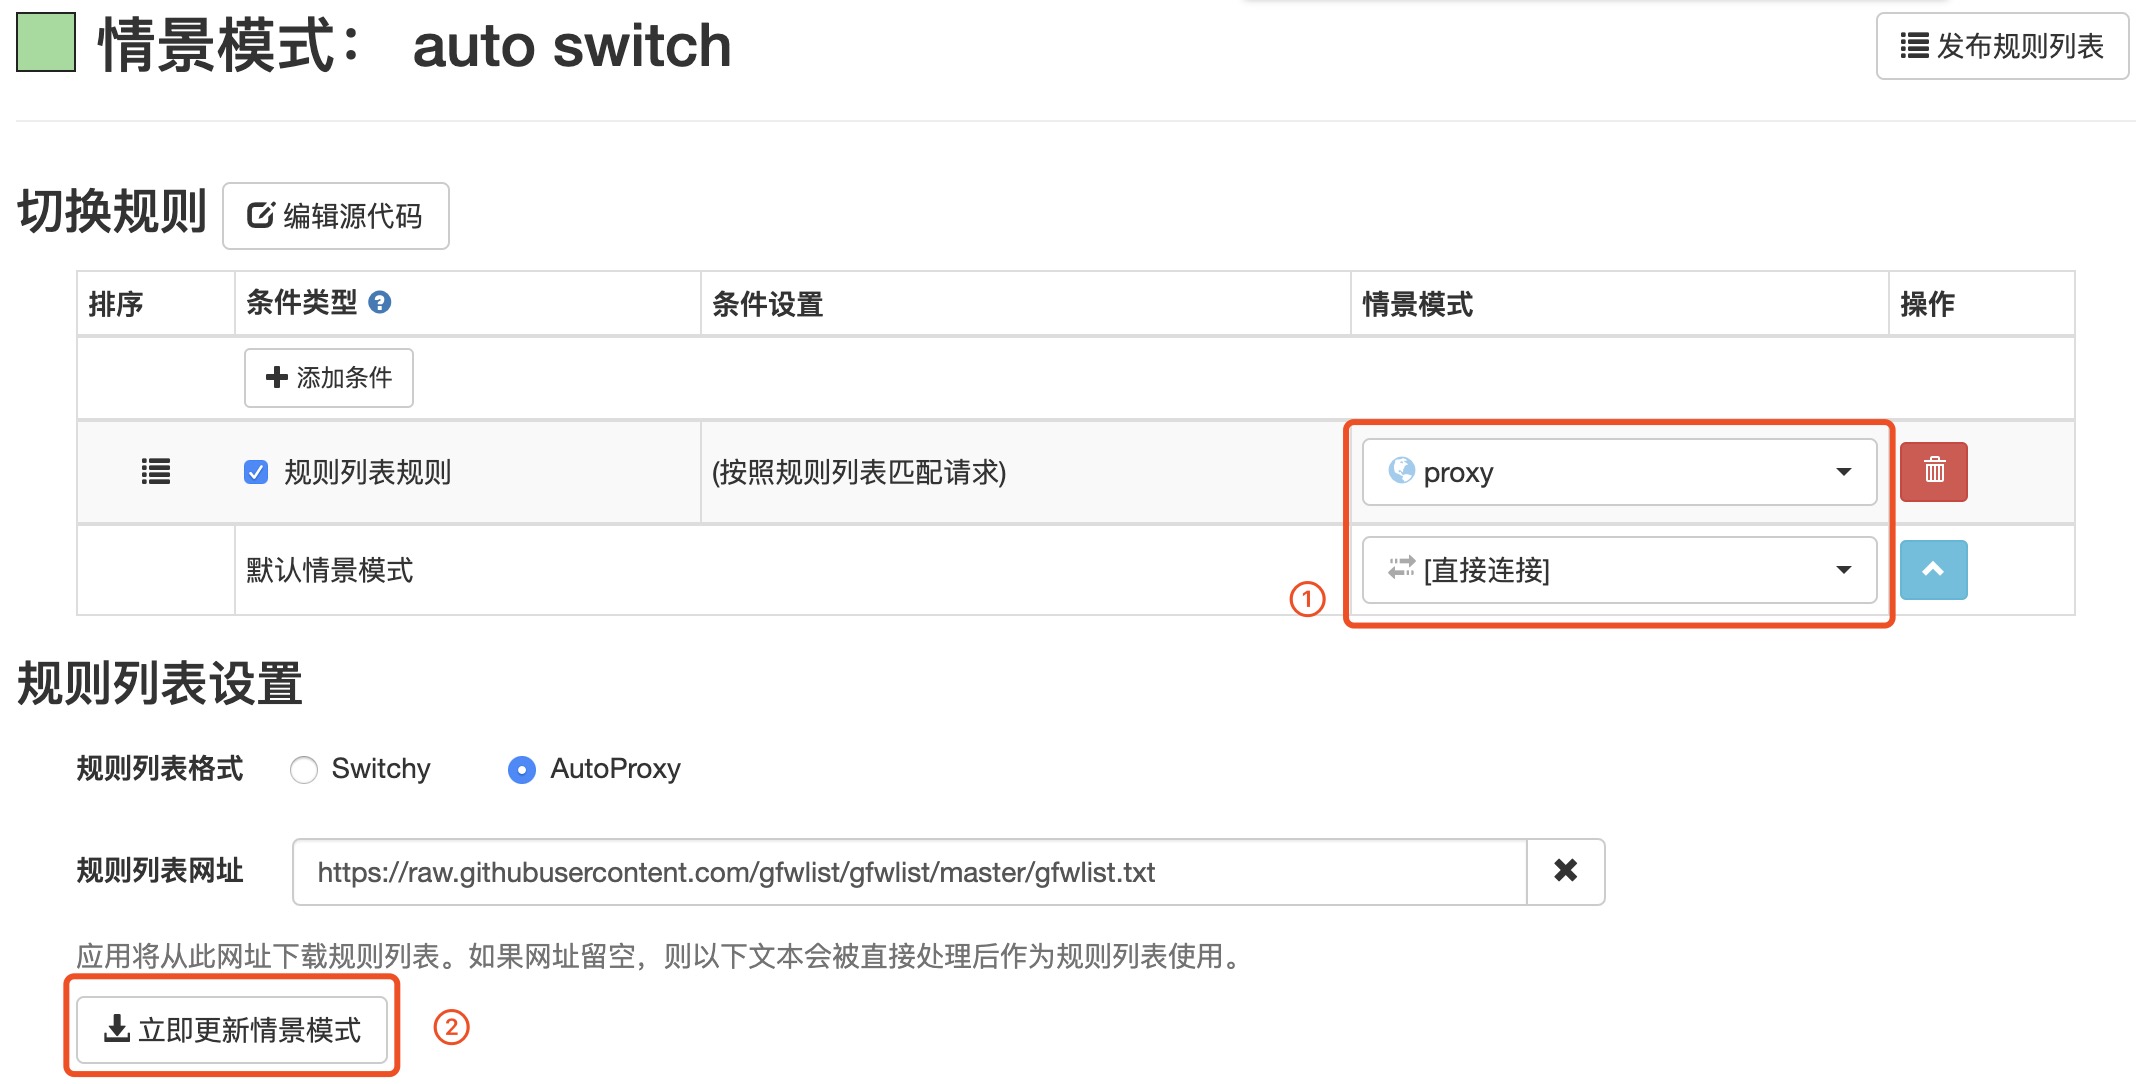 情景模式： auto switch
发布规则列表
切换规则
编辑源代码
排序 条件类型 ? 条件设置 情景模式 操作
添加条件
规则列表规则 (按照规则列表匹配请求) proxy
默认情景模式 [直接连接]
①
规则列表设置
规则列表格式 Switchy AutoProxy
规则列表网址 https://raw.githubusercontent.com/gfwlist/gfwlist/master/gfwlist.txt
应用将从此网址下载规则列表。如果网址留空，则以下文本会被直接处理后作为规则列表使用。
立即更新情景模式 ②